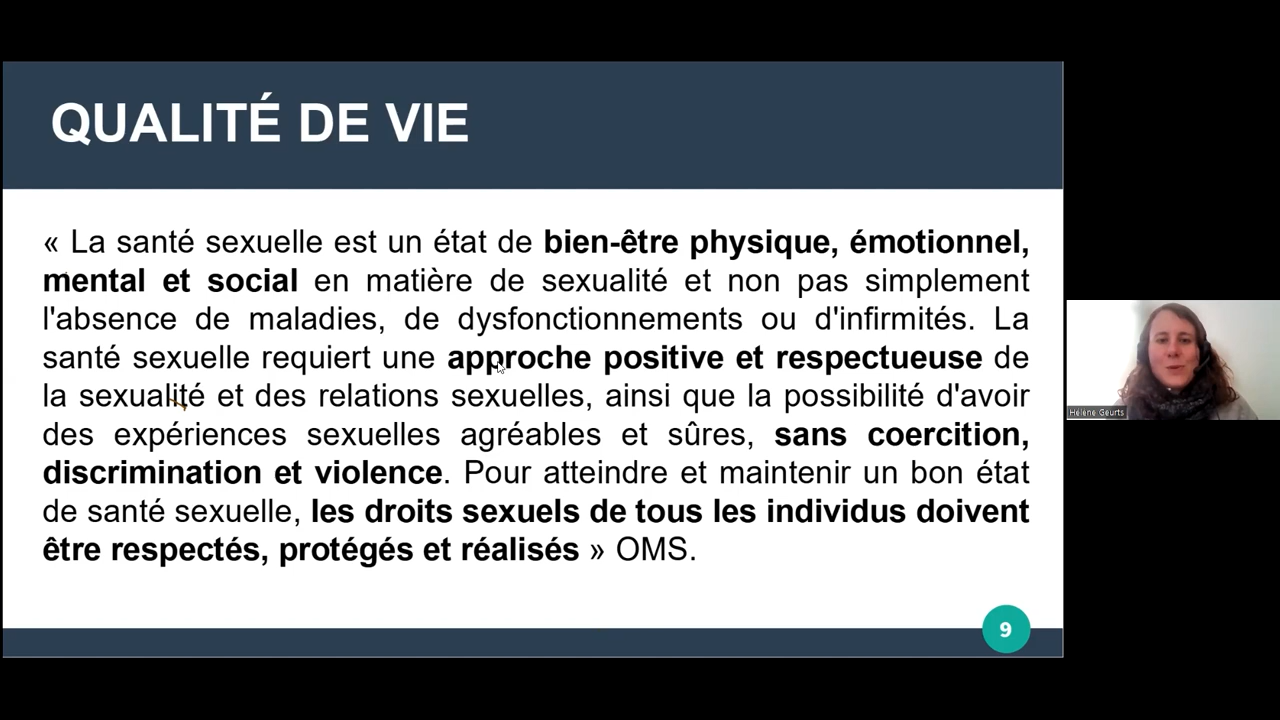 QUALITÉ DE VIE
« La santé sexuelle est un état de bien-être physique, émotionnel,
mental et social en matière de sexualité et non pas simplement
l'absence de maladies, de dysfonctionnements ou d'infirmités. La
santé sexuelle requiert une approche positive et respectueuse de
la sexualité et des relations sexuelles, ainsi que la possibilité d'avoir
des expériences sexuelles agréables et sûres, sans coercition,
discrimination et violence. Pour atteindre et maintenir un bon état
de santé sexuelle, les droits sexuels de tous les individus doivent
être respectés, protégés et réalisés » OMS.
9
Hélène Geurts